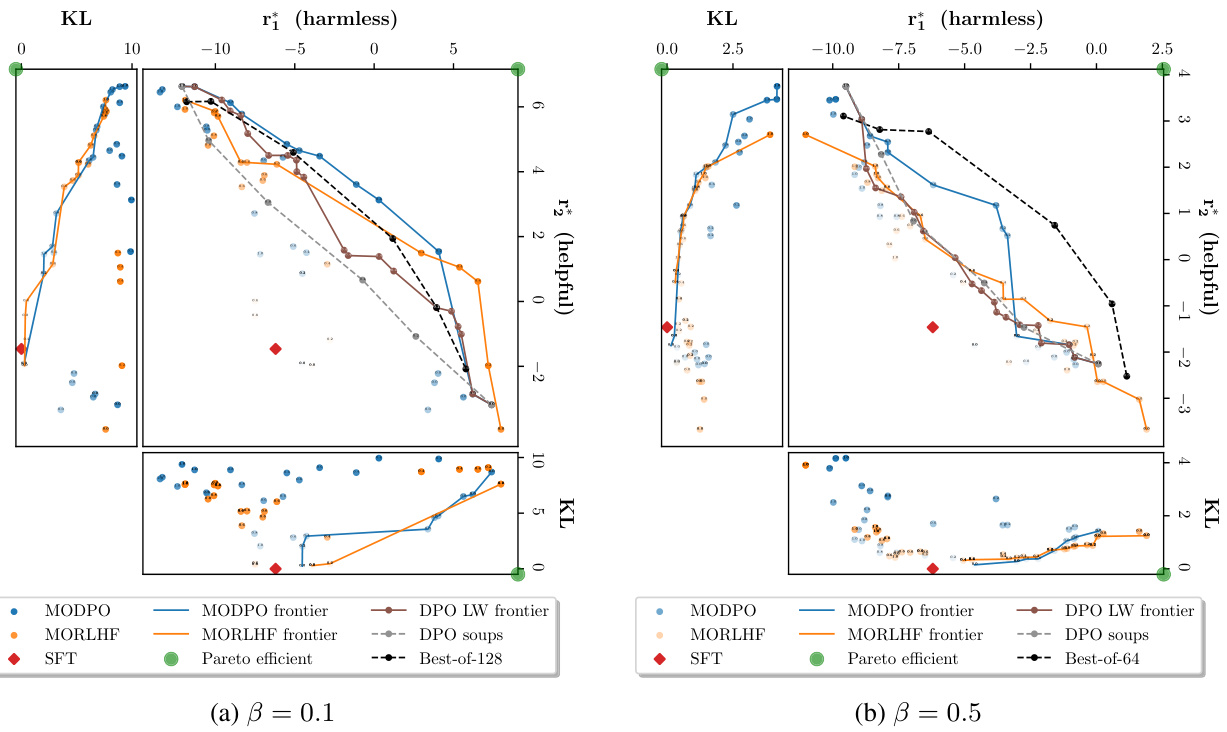 KL
r₁* (harmless)
KL
r₁* (harmless)
0 10
−10 −5 0 5
0.0 2.5
−10.0 −7.5 −5.0 −2.5 0.0 2.5
6
4
2
0
−2
r₂* (helpful)
4
3
2
1
0
−1
−2
−3
r₂* (helpful)
10
5
0
KL
4
2
0
KL
MODPO
MODPO frontier
DPO LW frontier
MORLHF
MORLHF frontier
DPO soups
SFT
Pareto efficient
Best-of-128
MODPO
MODPO frontier
DPO LW frontier
MORLHF
MORLHF frontier
DPO soups
SFT
Pareto efficient
Best-of-64
(a) β = 0.1
(b) β = 0.5